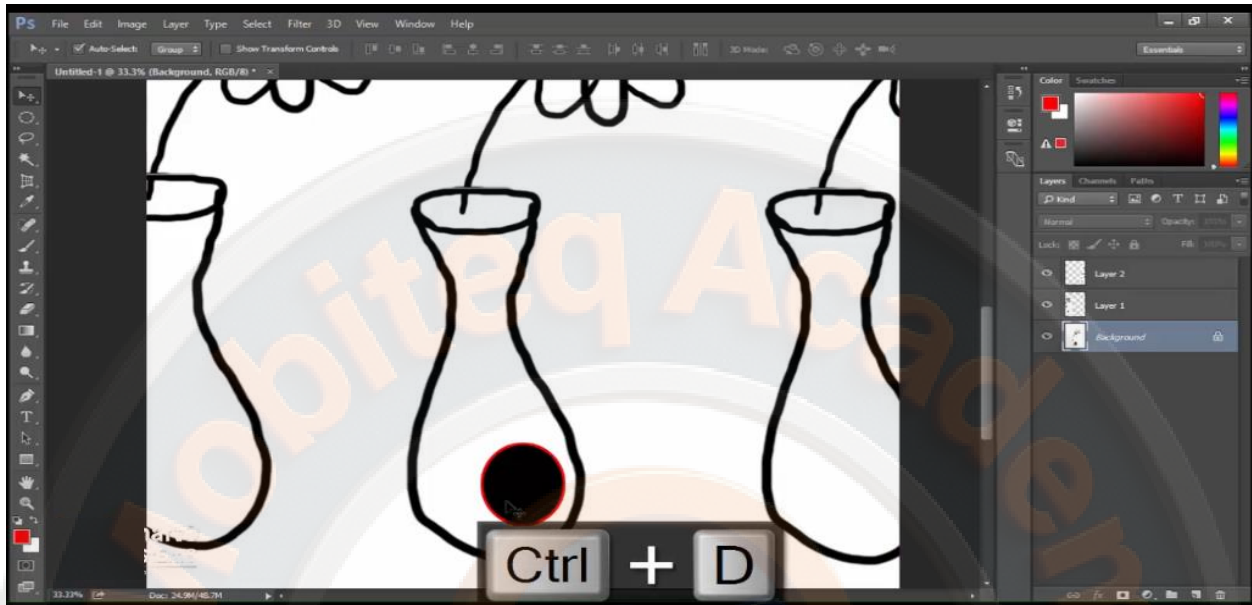 Ps File Edit Image Layer Type Select Filter 3D View Window Help
Auto-Select: Group Show Transform Controls 3D Mode: Essentials
Untitled-1 @ 33.3% (Background, RGB/8) * ×
Color Swatches
Layers Channels Paths
Kind
Normal Opacity:
Lock: Fill:
Layer 2
Layer 1
Background
Mobiteq Academ
Ctrl + D
33.33% Doc: 24.9M/48.7M